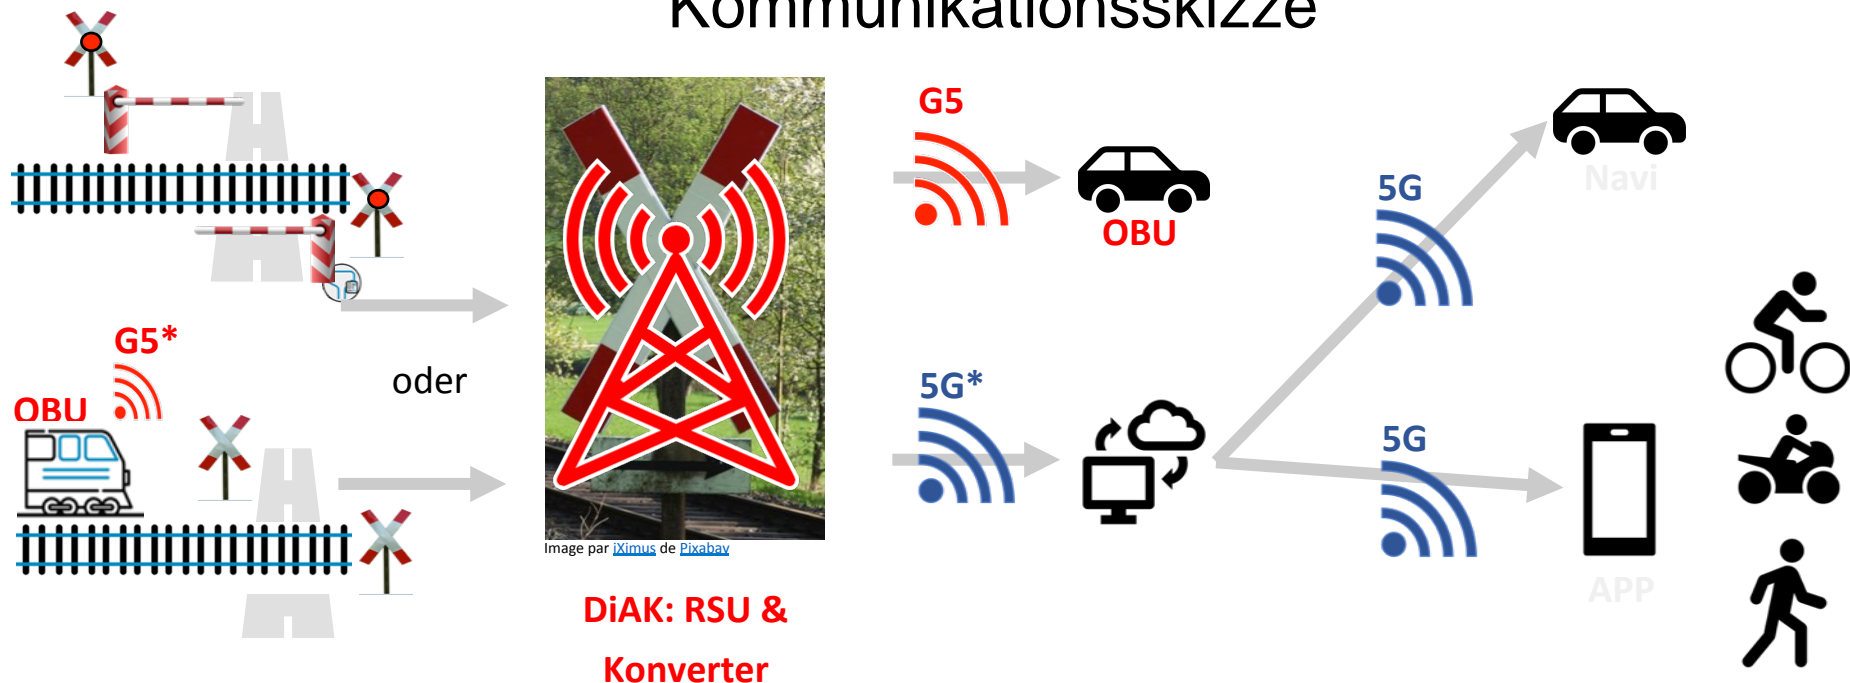 Kommunikationsskizze
G5
OBU
5G
Navi
G5*
OBU
oder
5G*
5G
APP
Image par iXimus de Pixabay
DiAK: RSU &
Konverter